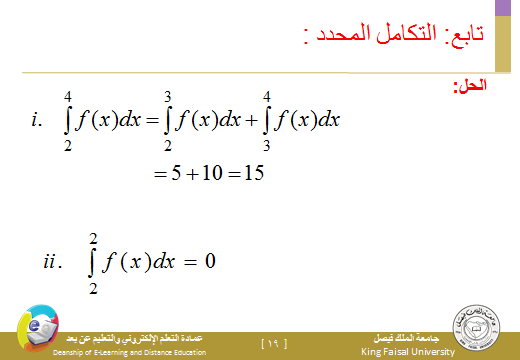 تابع: التكامل المحدد :
الحل:
i. ∫₂⁴ f(x)dx = ∫₂³ f(x)dx + ∫₃⁴ f(x)dx
= 5 + 10 = 15
ii. ∫₂² f(x)dx = 0
جامعة الملك فيصل
King Faisal University
[ ١٩ ]
عمادة التعلم الإلكتروني والتعليم عن بعد
Deanship of E-Learning and Distance Education